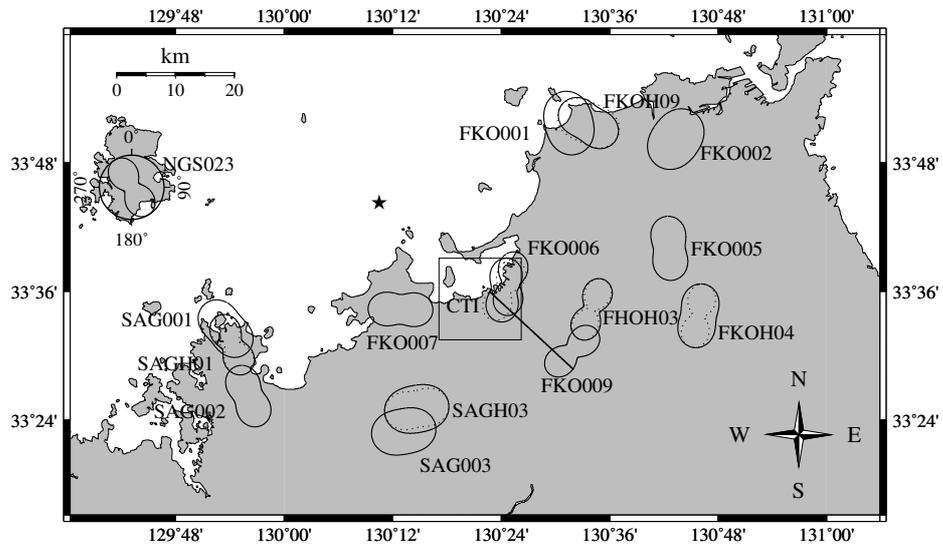 129°48' 130°00' 130°12' 130°24' 130°36' 130°48' 131°00'
km
0 10 20
FKOH09
FKO001
0°
33°48' NGS023 FKO002 33°48'
270° 90°
180°
FKO006 FKO005
33°36' 33°36'
CTI
SAG001 FHOH03
FKOH04
FKO007
SAGH01
FKO009
N
SAG002 SAGH03
33°24' 33°24'
W E
SAG003
S
129°48' 130°00' 130°12' 130°24' 130°36' 130°48' 131°00'